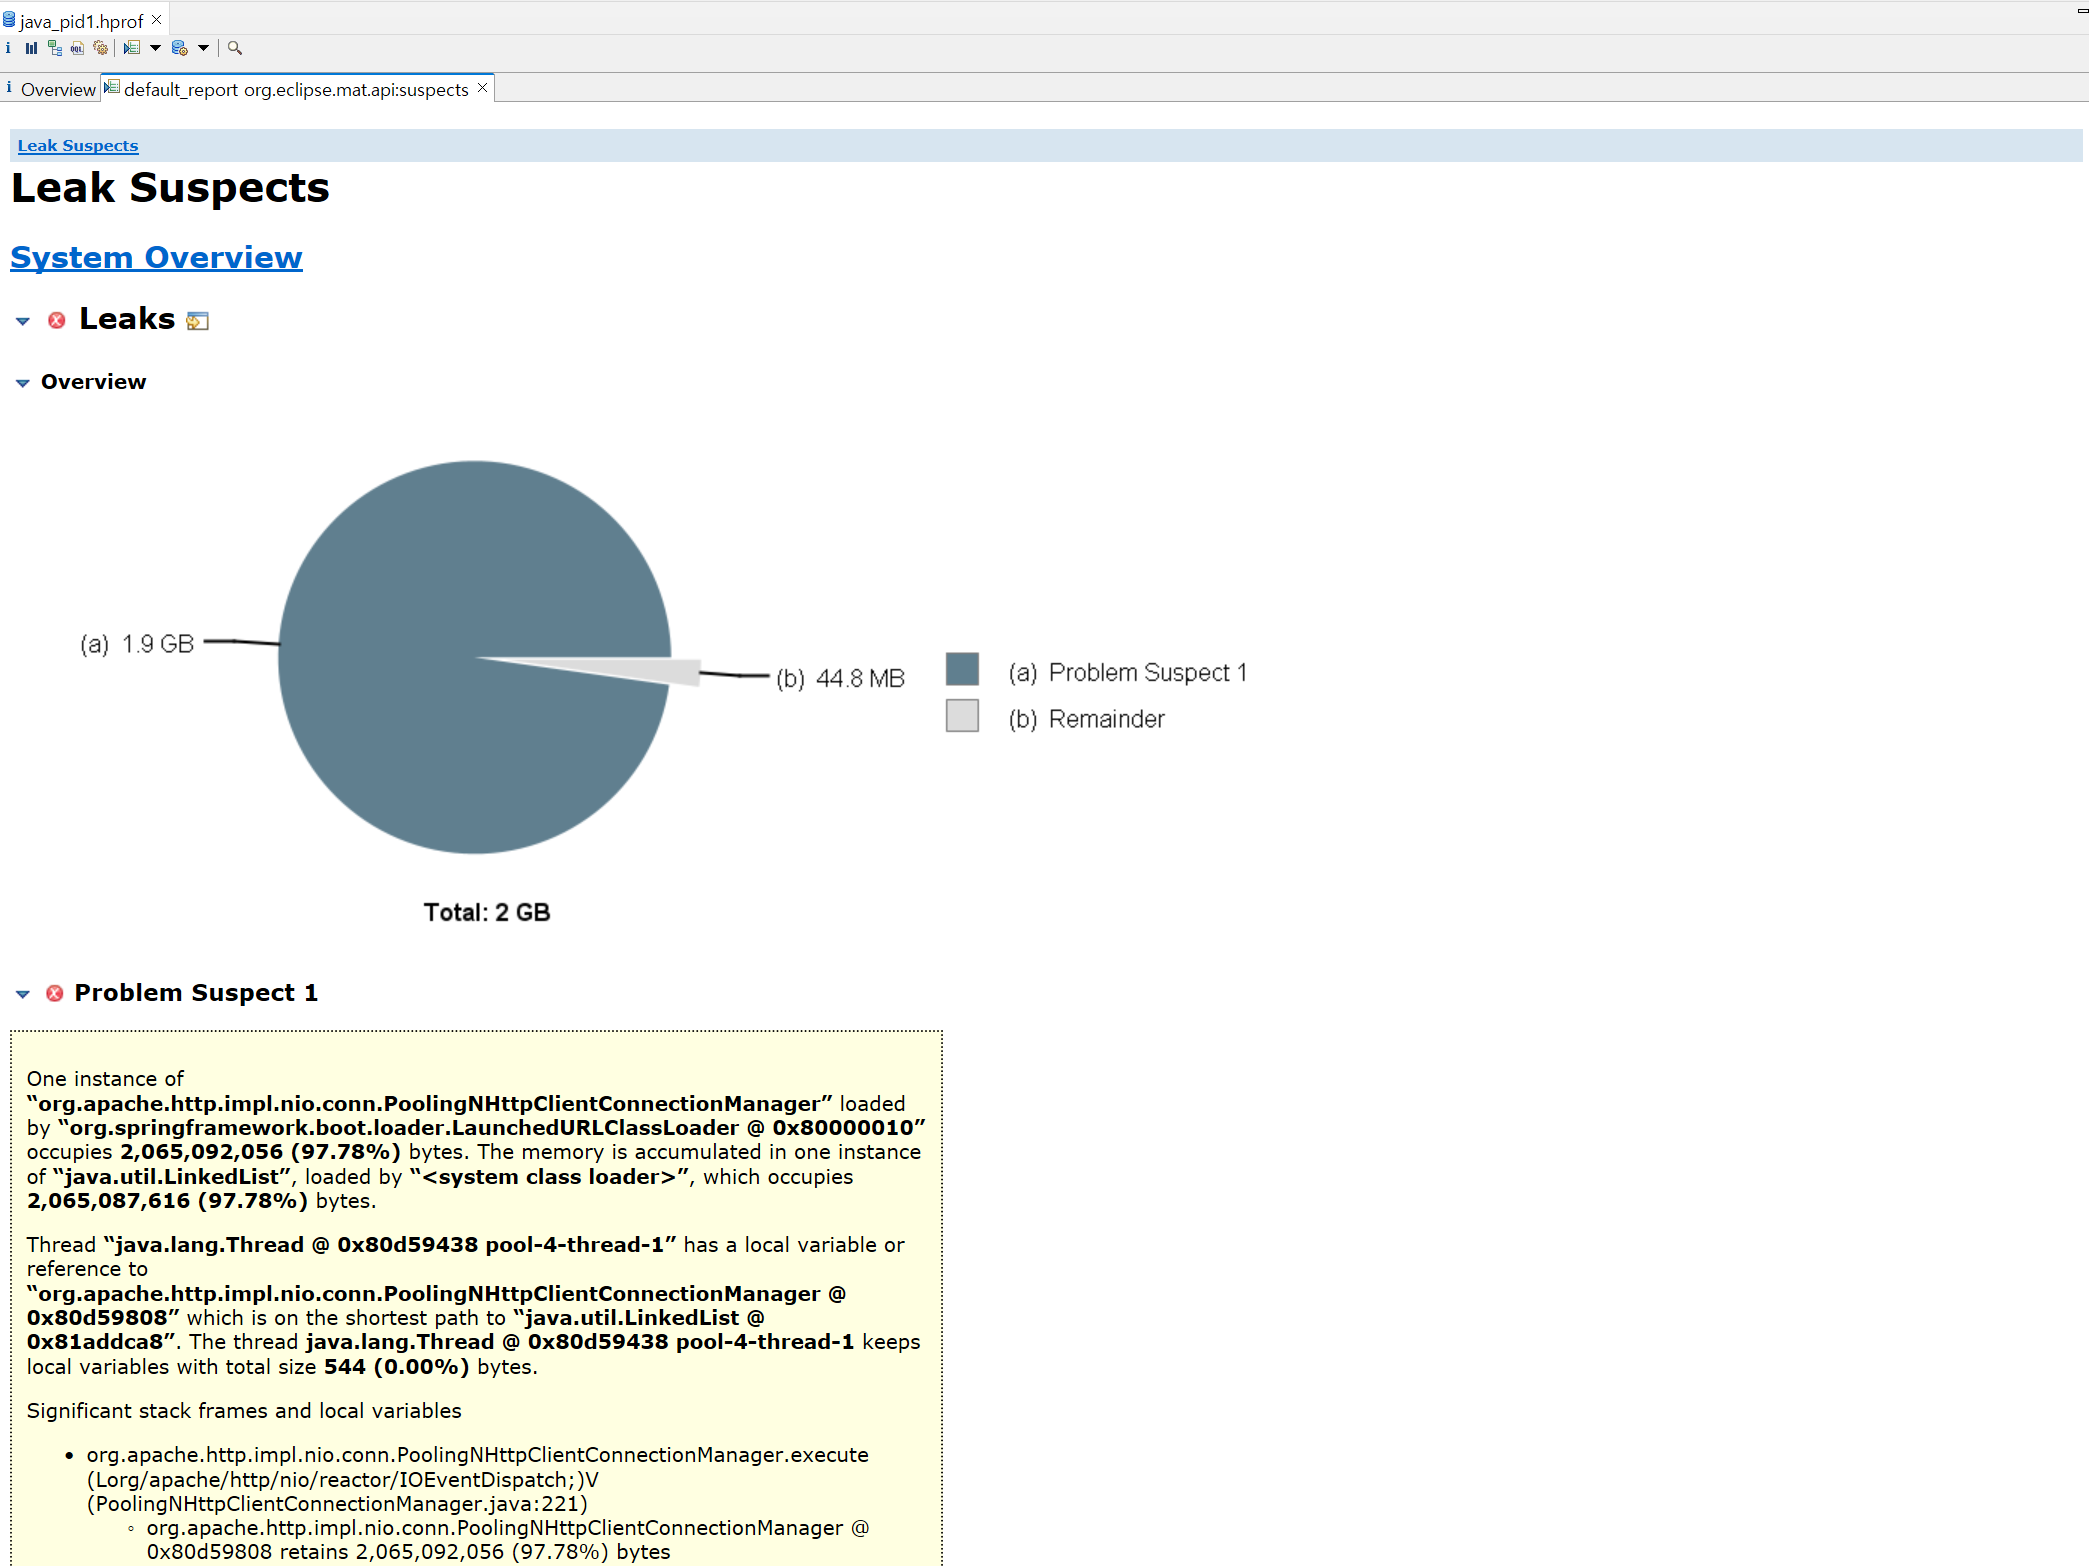 java_pid1.hprof
Overview
default_report org.eclipse.mat.api:suspects
Leak Suspects
Leak Suspects
System Overview
Leaks
Overview
(a) 1.9 GB
(b) 44.8 MB
(a) Problem Suspect 1
(b) Remainder
Total: 2 GB
Problem Suspect 1
One instance of
“org.apache.http.impl.nio.conn.PoolingNHttpClientConnectionManager” loaded
by “org.springframework.boot.loader.LaunchedURLClassLoader @ 0x80000010”
occupies 2,065,092,056 (97.78%) bytes. The memory is accumulated in one instance
of “java.util.LinkedList”, loaded by “<system class loader>”, which occupies
2,065,087,616 (97.78%) bytes.
Thread “java.lang.Thread @ 0x80d59438 pool-4-thread-1” has a local variable or
reference to
“org.apache.http.impl.nio.conn.PoolingNHttpClientConnectionManager @
0x80d59808” which is on the shortest path to “java.util.LinkedList @
0x81addca8”. The thread java.lang.Thread @ 0x80d59438 pool-4-thread-1 keeps
local variables with total size 544 (0.00%) bytes.
Significant stack frames and local variables
• org.apache.http.impl.nio.conn.PoolingNHttpClientConnectionManager.execute
(Lorg/apache/http/nio/reactor/IOEventDispatch;)V
(PoolingNHttpClientConnectionManager.java:221)
◦ org.apache.http.impl.nio.conn.PoolingNHttpClientConnectionManager @
0x80d59808 retains 2,065,092,056 (97.78%) bytes